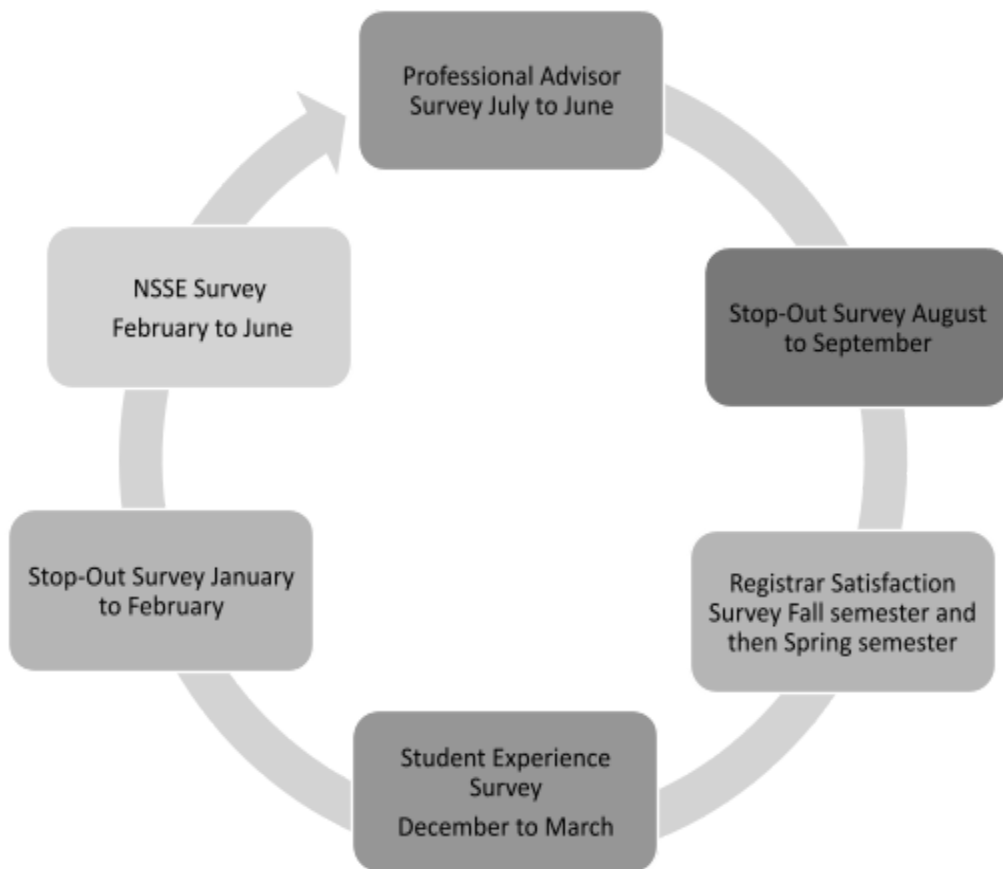 Professional Advisor
Survey July to June
Stop-Out Survey August
to September
Registrar Satisfaction
Survey Fall semester and
then Spring semester
Student Experience
Survey
December to March
Stop-Out Survey January
to February
NSSE Survey
February to June